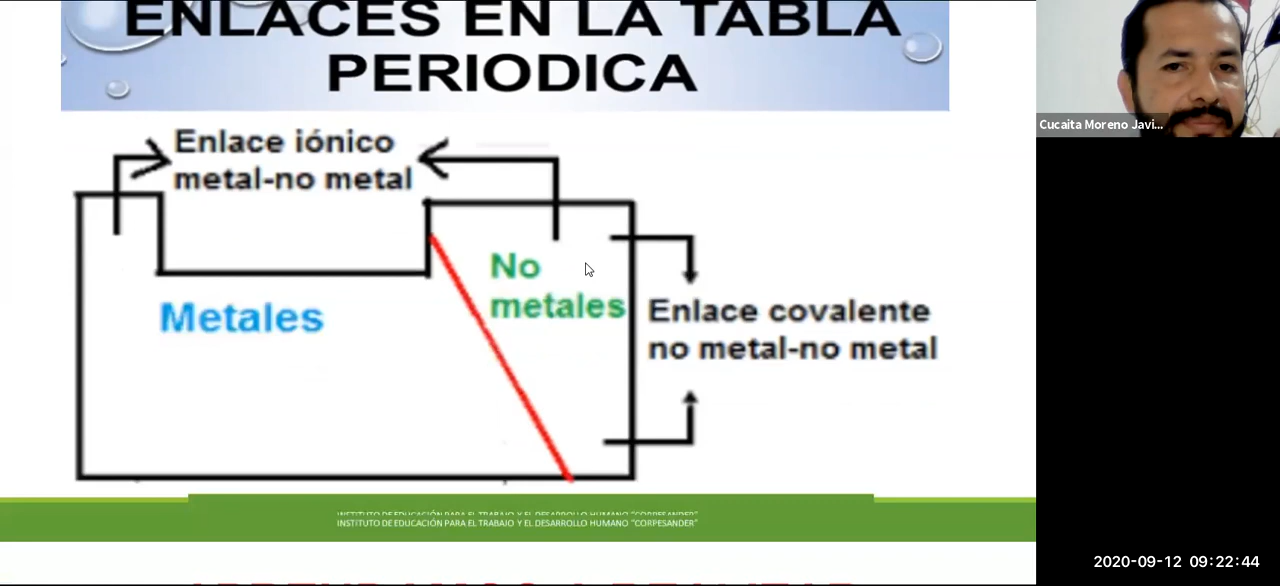 ENLACES EN LA TABLA
PERIODICA
Enlace iónico
metal-no metal
No
metales
Metales
Enlace covalente
no metal-no metal
INSTITUTO DE EDUCACIÓN PARA EL TRABAJO Y EL DESARROLLO HUMANO "CORPESANDER"
INSTITUTO DE EDUCACIÓN PARA EL TRABAJO Y EL DESARROLLO HUMANO "CORPESANDER"
Cucaita Moreno Javi...
2020-09-12 09:22:44